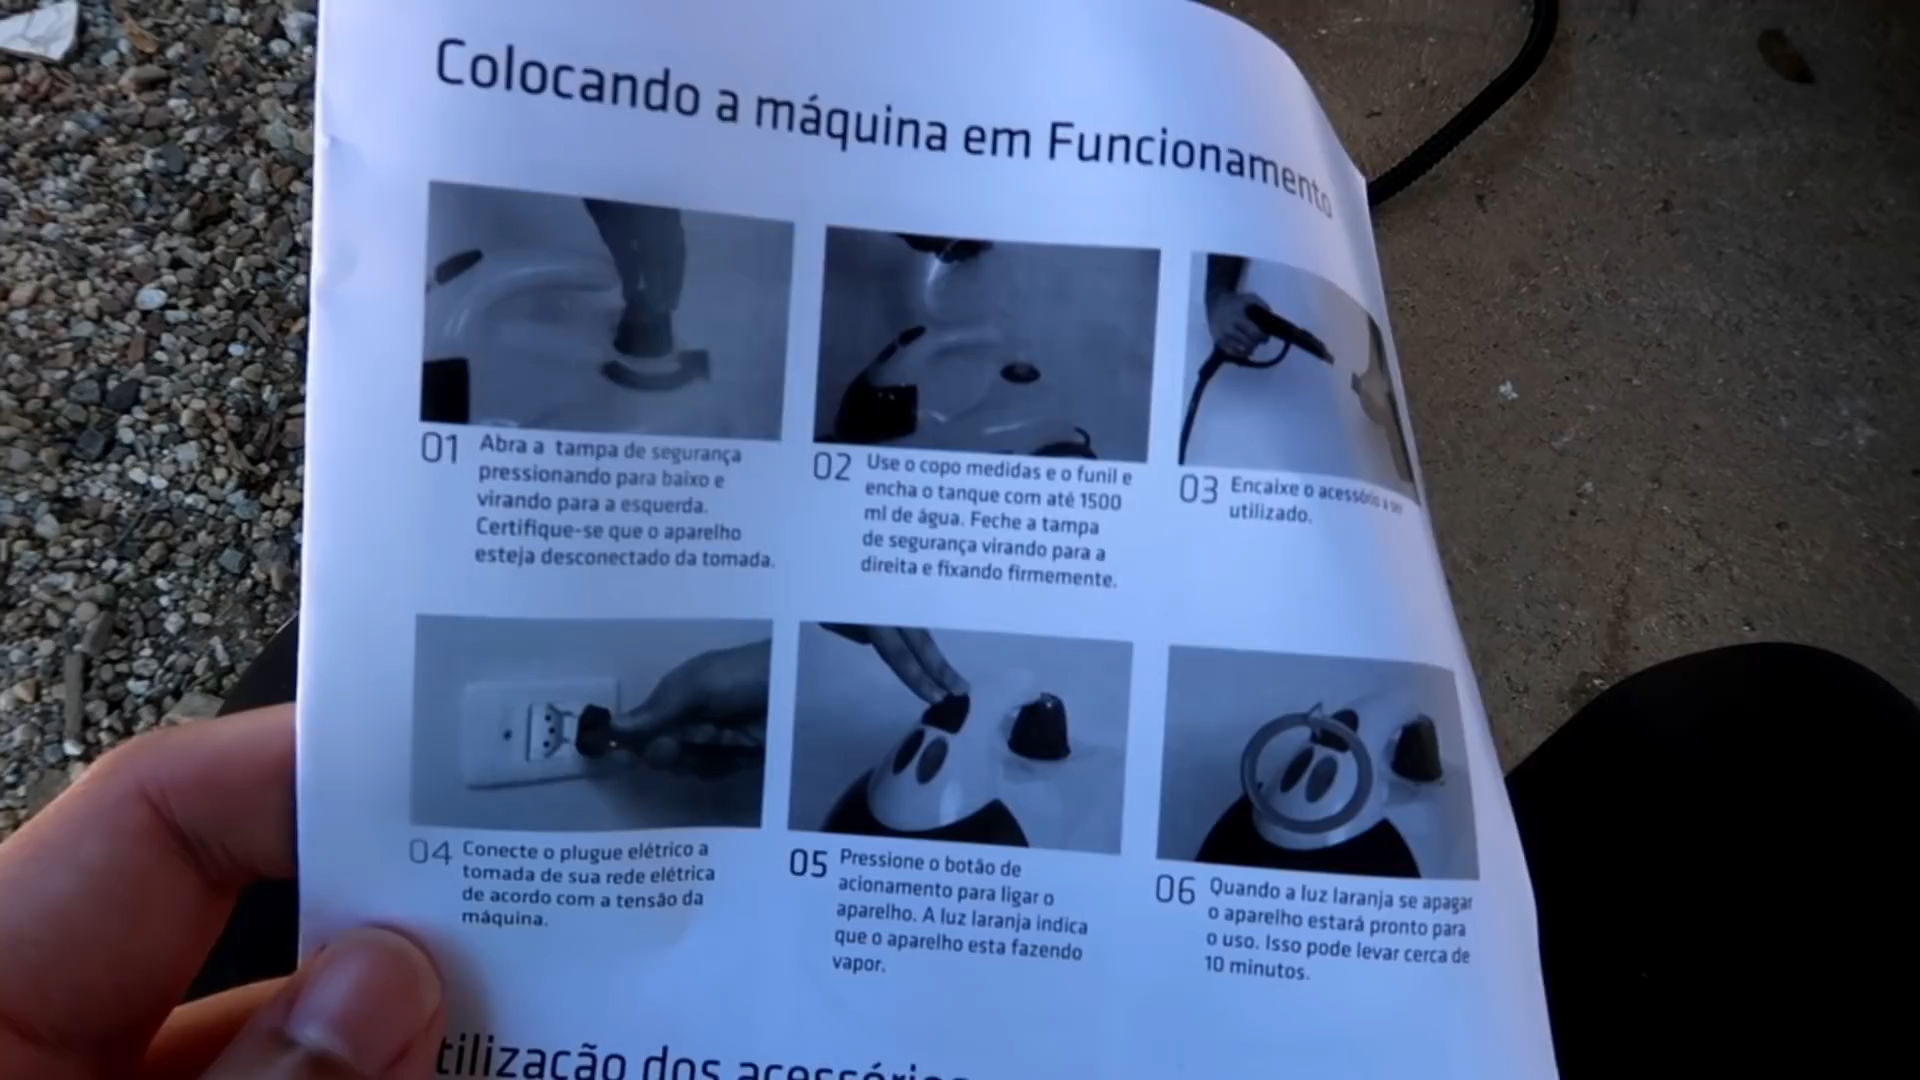 Colocando a máquina em Funcionamento
01 Abra a tampa de segurança
pressionando para baixo e
virando para a esquerda.
Certifique-se que o aparelho
esteja desconectado da tomada.
02 Use o copo medidas e o funil e
encha o tanque com até 1500
ml de água. Feche a tampa
de segurança virando para a
direita e fixando firmemente.
03 Encaixe o acessório a ser
utilizado.
04 Conecte o plugue elétrico a
tomada de sua rede elétrica
de acordo com a tensão da
máquina.
05 Pressione o botão de
acionamento para ligar o
aparelho. A luz laranja indica
que o aparelho esta fazendo
vapor.
06 Quando a luz laranja se apagar
o aparelho estará pronto para
o uso. Isso pode levar cerca de
10 minutos.
tilização dos acessórios